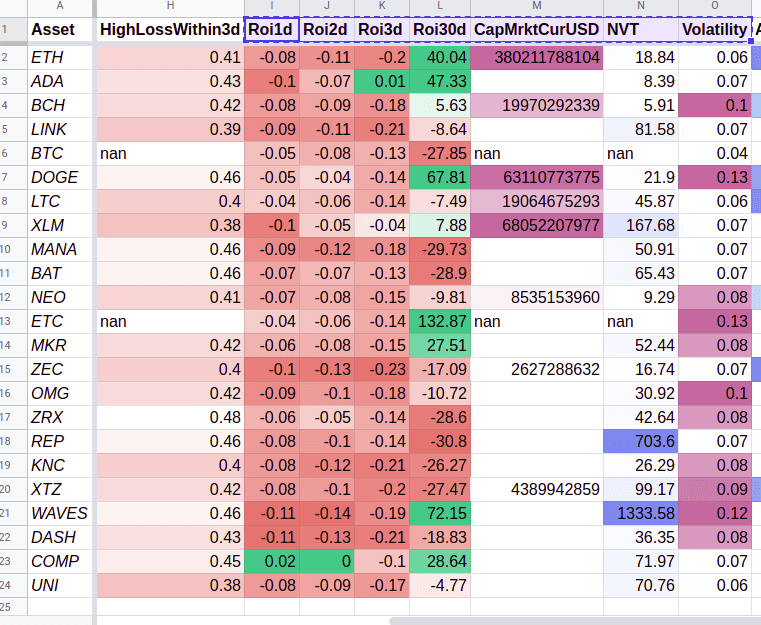 A H I J K L M N O
1 Asset HighLossWithin3d Roi1d Roi2d Roi3d Roi30d CapMrktCurUSD NVT Volatility
2 ETH 0.41 -0.08 -0.11 -0.2 40.04 380211788104 18.84 0.06
3 ADA 0.43 -0.1 -0.07 0.01 47.33 8.39 0.07
4 BCH 0.42 -0.08 -0.09 -0.18 5.63 19970292339 5.91 0.1
5 LINK 0.39 -0.09 -0.11 -0.21 -8.64 81.58 0.07
6 BTC nan -0.05 -0.08 -0.13 -27.85 nan nan 0.04
7 DOGE 0.46 -0.05 -0.04 -0.14 67.81 63110773775 21.9 0.13
8 LTC 0.4 -0.04 -0.06 -0.14 -7.49 19064675293 45.87 0.06
9 XLM 0.38 -0.1 -0.05 -0.04 7.88 68052207977 167.68 0.07
10 MANA 0.46 -0.09 -0.12 -0.18 -29.73 50.91 0.07
11 BAT 0.46 -0.07 -0.07 -0.13 -28.9 65.43 0.07
12 NEO 0.41 -0.07 -0.08 -0.15 -9.81 8535153960 9.29 0.08
13 ETC nan -0.04 -0.06 -0.14 132.87 nan nan 0.13
14 MKR 0.42 -0.06 -0.08 -0.15 27.51 52.44 0.08
15 ZEC 0.4 -0.1 -0.13 -0.23 -17.09 2627288632 16.74 0.07
16 OMG 0.42 -0.09 -0.1 -0.18 -10.72 30.92 0.1
17 ZRX 0.48 -0.06 -0.05 -0.14 -28.6 42.64 0.08
18 REP 0.46 -0.08 -0.1 -0.14 -30.8 703.6 0.07
19 KNC 0.4 -0.08 -0.12 -0.21 -26.27 26.29 0.08
20 XTZ 0.42 -0.08 -0.1 -0.2 -27.47 4389942859 99.17 0.09
21 WAVES 0.46 -0.11 -0.14 -0.19 72.15 1333.58 0.12
22 DASH 0.43 -0.11 -0.13 -0.21 -18.83 36.35 0.08
23 COMP 0.45 0.02 0 -0.1 28.64 71.97 0.07
24 UNI 0.38 -0.08 -0.09 -0.17 -4.77 70.76 0.06
25